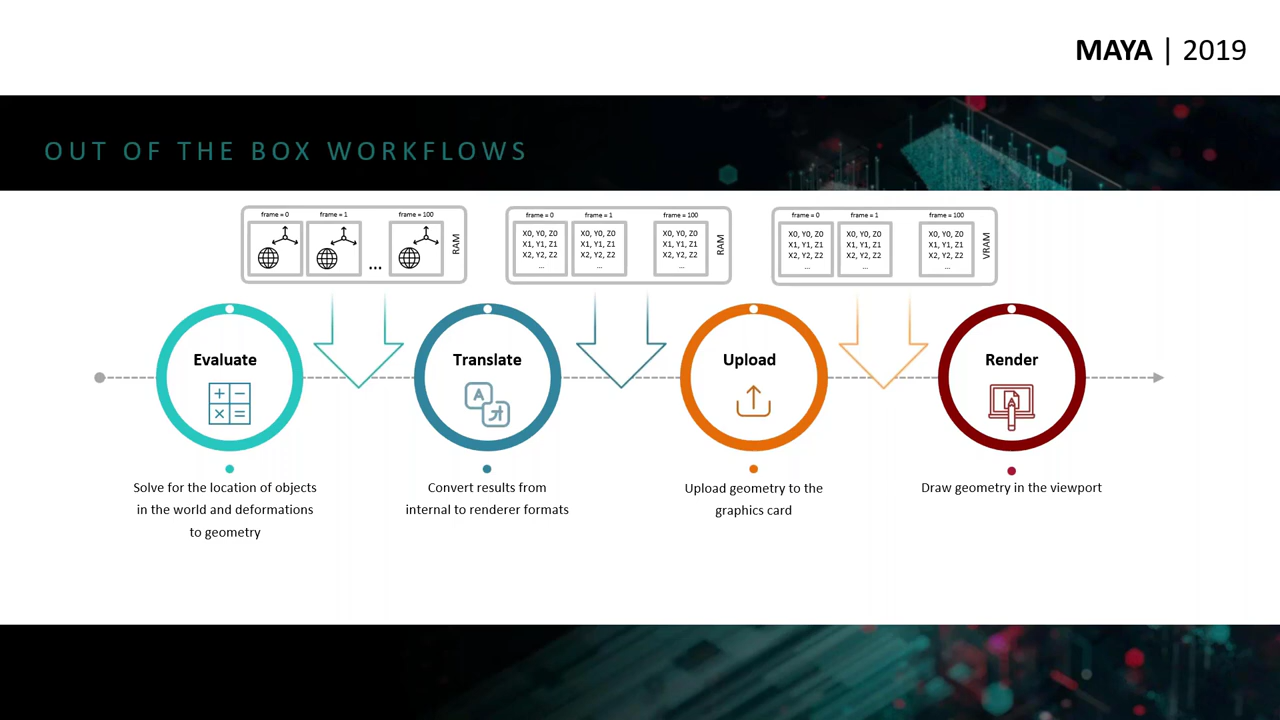 MAYA | 2019
OUT OF THE BOX WORKFLOWS
frame = 0
frame = 1
frame = 100
...
RAM
frame = 0
frame = 1
frame = 100
X0, Y0, Z0
X1, Y1, Z1
X2, Y2, Z2
...
X0, Y0, Z0
X1, Y1, Z1
X2, Y2, Z2
...
X0, Y0, Z0
X1, Y1, Z1
X2, Y2, Z2
...
RAM
frame = 0
frame = 1
frame = 100
X0, Y0, Z0
X1, Y1, Z1
X2, Y2, Z2
...
X0, Y0, Z0
X1, Y1, Z1
X2, Y2, Z2
...
X0, Y0, Z0
X1, Y1, Z1
X2, Y2, Z2
...
VRAM
Evaluate
Solve for the location of objects
in the world and deformations
to geometry
Translate
A
Convert results from
internal to renderer formats
Upload
Upload geometry to the
graphics card
Render
A
Draw geometry in the viewport